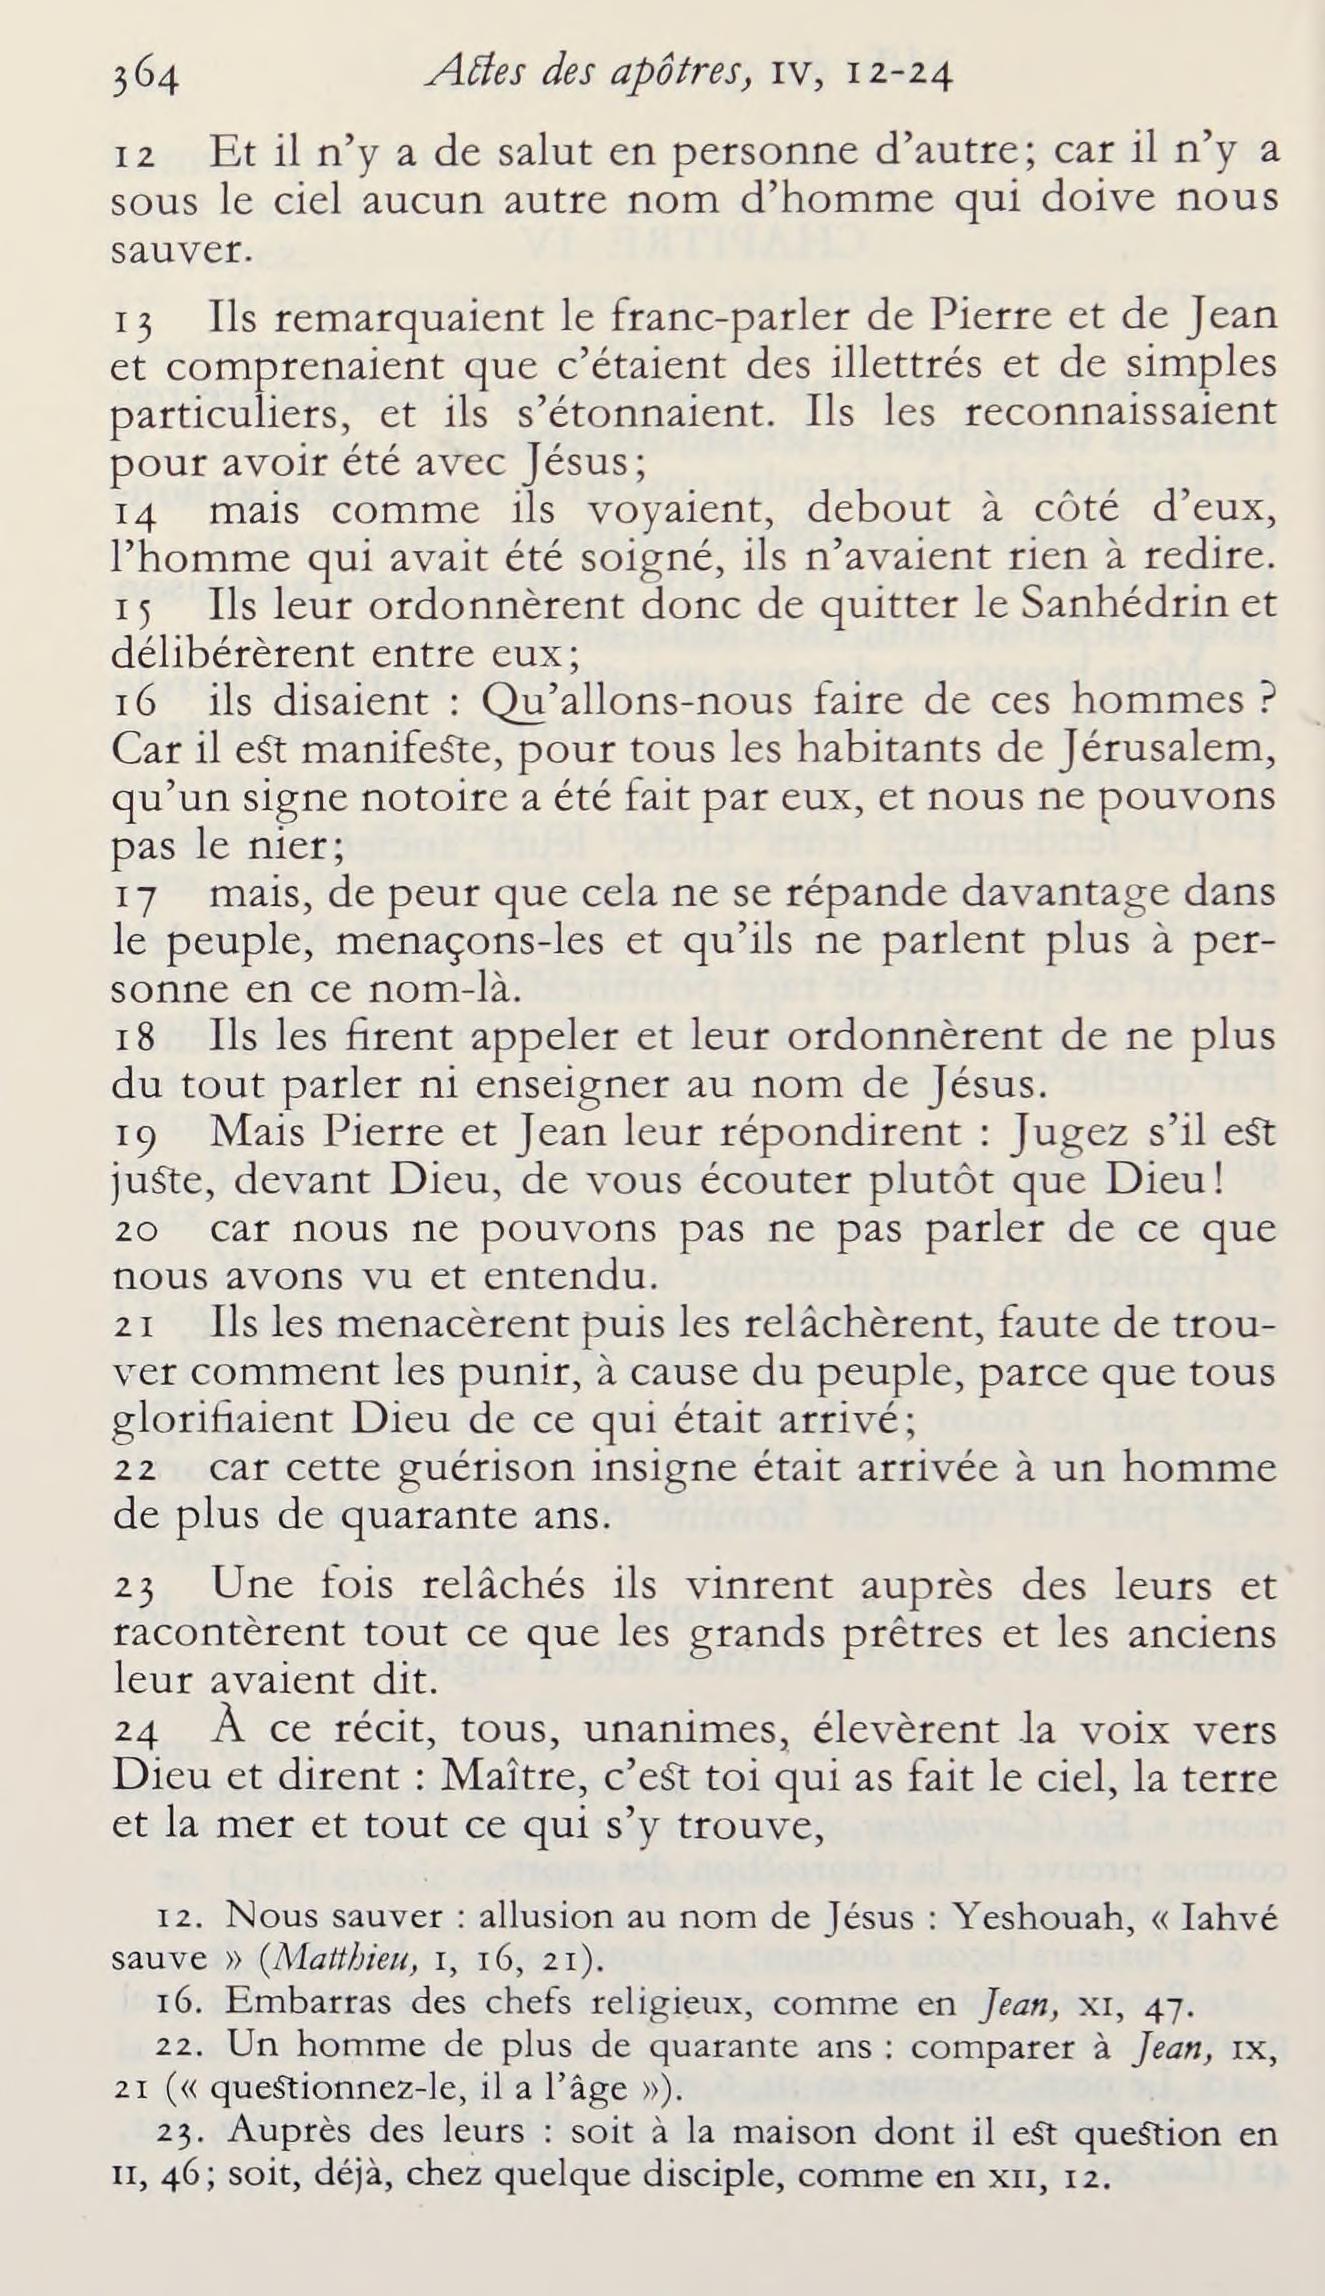 364 Actes des apôtres, IV, 12-24
12 Et il n’y a de salut en personne d’autre; car il n’y a
sous le ciel aucun autre nom d’homme qui doive nous
sauver.
13 Ils remarquaient le franc-parler de Pierre et de Jean
et comprenaient que c’étaient des illettrés et de simples
particuliers, et ils s’étonnaient. Ils les reconnaissaient
pour avoir été avec Jésus;
14 mais comme ils voyaient, debout à côté d’eux,
l’homme qui avait été soigné, ils n’avaient rien à redire.
15 Ils leur ordonnèrent donc de quitter le Sanhédrin et
délibérèrent entre eux;
16 ils disaient : Qu’allons-nous faire de ces hommes ?
Car il est manifeste, pour tous les habitants de Jérusalem,
qu’un signe notoire a été fait par eux, et nous ne pouvons
pas le nier;
17 mais, de peur que cela ne se répande davantage dans
le peuple, menaçons-les et qu’ils ne parlent plus à per-
sonne en ce nom-là.
18 Ils les firent appeler et leur ordonnèrent de ne plus
du tout parler ni enseigner au nom de Jésus.
19 Mais Pierre et Jean leur répondirent : Jugez s’il est
juste, devant Dieu, de vous écouter plutôt que Dieu!
20 car nous ne pouvons pas ne pas parler de ce que
nous avons vu et entendu.
21 Ils les menacèrent puis les relâchèrent, faute de trou-
ver comment les punir, à cause du peuple, parce que tous
glorifiaient Dieu de ce qui était arrivé;
22 car cette guérison insigne était arrivée à un homme
de plus de quarante ans.
23 Une fois relâchés ils vinrent auprès des leurs et
racontèrent tout ce que les grands prêtres et les anciens
leur avaient dit.
24 À ce récit, tous, unanimes, élevèrent la voix vers
Dieu et dirent : Maître, c’est toi qui as fait le ciel, la terre
et la mer et tout ce qui s’y trouve,
12. Nous sauver : allusion au nom de Jésus : Yeshouah, « Iahvé
sauve » (Matthieu, I, 16, 21).
16. Embarras des chefs religieux, comme en Jean, XI, 47.
22. Un homme de plus de quarante ans : comparer à Jean, IX,
21 (« questionnez-le, il a l’âge »).
23. Auprès des leurs : soit à la maison dont il est question en
II, 46; soit, déjà, chez quelque disciple, comme en XII, 12.